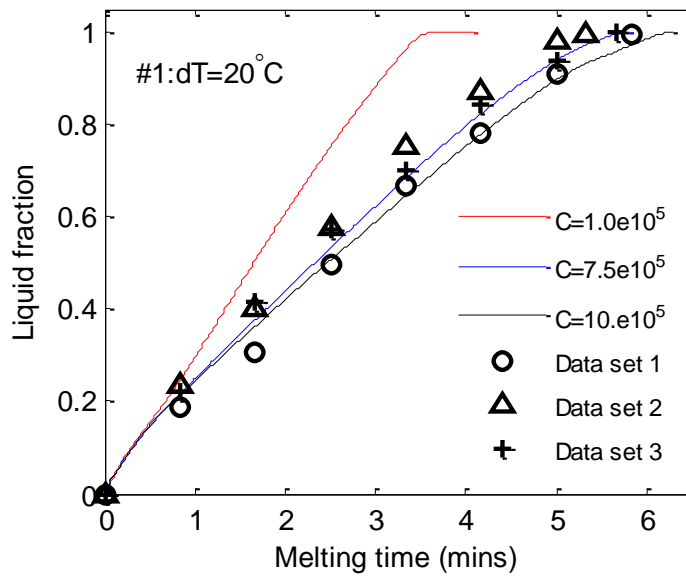 #1:dT=20°C
1
0.8
0.6
0.4
0.2
0
Liquid fraction
C=1.0e10⁵
C=7.5e10⁵
C=10.e10⁵
Data set 1
Data set 2
Data set 3
0 1 2 3 4 5 6
Melting time (mins)